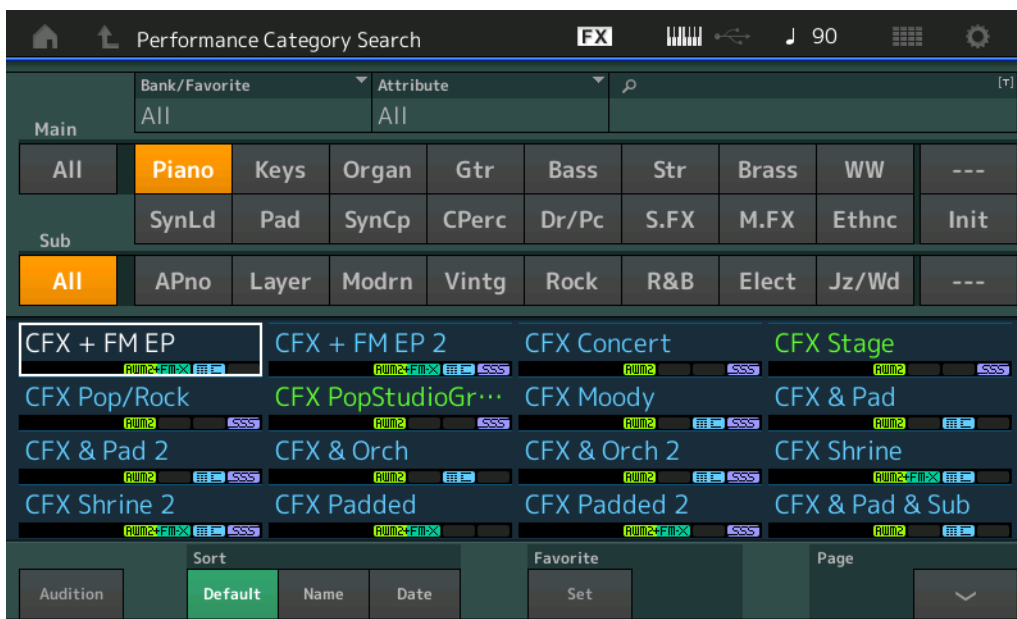 Performance Category Search FX 90
Bank/Favorite Attribute [T]
Main All All
All Piano Keys Organ Gtr Bass Str Brass WW ---
SynLd Pad SynCp CPerc Dr/Pc S.FX M.FX Ethnc Init
Sub
All APno Layer Modrn Vintg Rock R&B Elect Jz/Wd ---
CFX + FM EP CFX + FM EP 2 CFX Concert CFX Stage
AWM2+FM-X AWM2+FM-X SSS AWM2 SSS AWM2 SSS
CFX Pop/Rock CFX PopStudioGr··· CFX Moody CFX & Pad
AWM2 SSS AWM2 SSS AWM2 SSS AWM2
CFX & Pad 2 CFX & Orch CFX & Orch 2 CFX Shrine
AWM2 SSS AWM2 AWM2 SSS AWM2+FM-X
CFX Shrine 2 CFX Padded CFX Padded 2 CFX & Pad & Sub
AWM2+FM-X SSS AWM2+FM-X AWM2+FM-X SSS AWM2
Sort Favorite Page
Audition Default Name Date Set